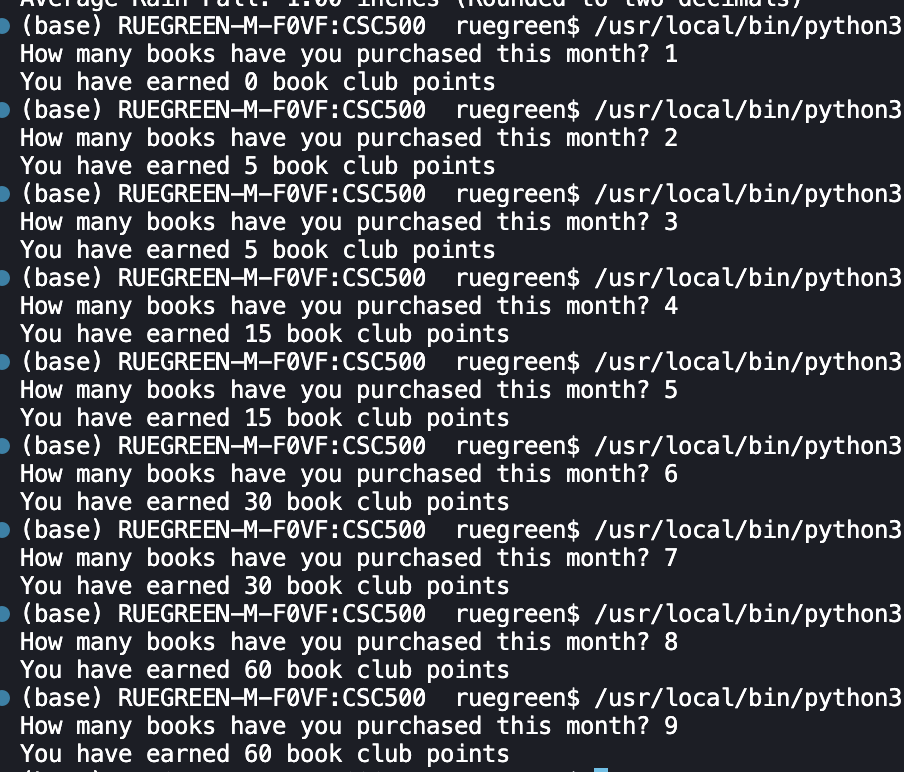 Average Rain Fall: 1.00 inches (Rounded to two decimals)
(base) RUEGREEN-M-F0VF:CSC500  ruegreen$ /usr/local/bin/python3
How many books have you purchased this month? 1
You have earned 0 book club points
(base) RUEGREEN-M-F0VF:CSC500  ruegreen$ /usr/local/bin/python3
How many books have you purchased this month? 2
You have earned 5 book club points
(base) RUEGREEN-M-F0VF:CSC500  ruegreen$ /usr/local/bin/python3
How many books have you purchased this month? 3
You have earned 5 book club points
(base) RUEGREEN-M-F0VF:CSC500  ruegreen$ /usr/local/bin/python3
How many books have you purchased this month? 4
You have earned 15 book club points
(base) RUEGREEN-M-F0VF:CSC500  ruegreen$ /usr/local/bin/python3
How many books have you purchased this month? 5
You have earned 15 book club points
(base) RUEGREEN-M-F0VF:CSC500  ruegreen$ /usr/local/bin/python3
How many books have you purchased this month? 6
You have earned 30 book club points
(base) RUEGREEN-M-F0VF:CSC500  ruegreen$ /usr/local/bin/python3
How many books have you purchased this month? 7
You have earned 30 book club points
(base) RUEGREEN-M-F0VF:CSC500  ruegreen$ /usr/local/bin/python3
How many books have you purchased this month? 8
You have earned 60 book club points
(base) RUEGREEN-M-F0VF:CSC500  ruegreen$ /usr/local/bin/python3
How many books have you purchased this month? 9
You have earned 60 book club points